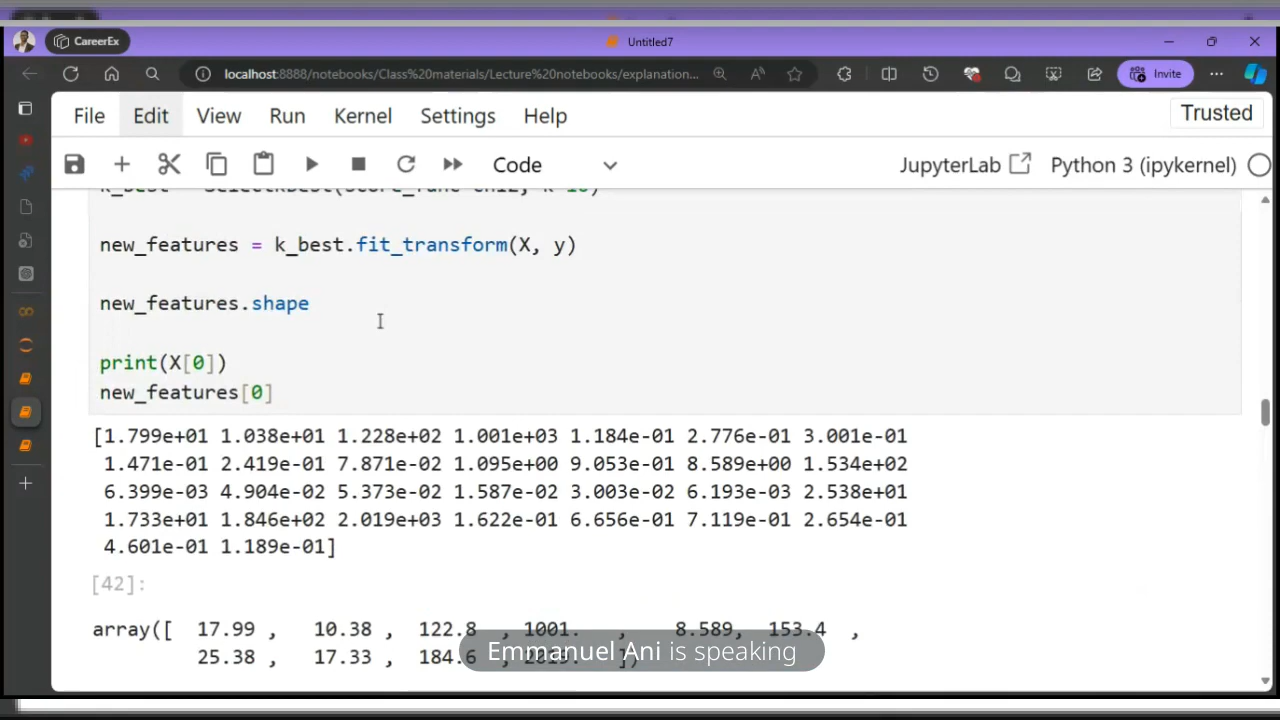 CareerEx
Untitled7
localhost:8888/notebooks/Class%20materials/Lecture%20notebooks/explanation...
Invite
File Edit View Run Kernel Settings Help
Trusted
Code
JupyterLab
Python 3 (ipykernel)
new_features = k_best.fit_transform(X, y)
new_features.shape
print(X[0])
new_features[0]
[1.799e+01 1.038e+01 1.228e+02 1.001e+03 1.184e-01 2.776e-01 3.001e-01
1.471e-01 2.419e-01 7.871e-02 1.095e+00 9.053e-01 8.589e+00 1.534e+02
6.399e-03 4.904e-02 5.373e-02 1.587e-02 3.003e-02 6.193e-03 2.538e+01
1.733e+01 1.846e+02 2.019e+03 1.622e-01 6.656e-01 7.119e-01 2.654e-01
4.601e-01 1.189e-01]
[42]:
array([ 17.99 , 10.38 , 122.8 , 1001. , 8.589, 153.4 ,
25.38 , 17.33 , 184.6 ])
Emmanuel Ani is speaking